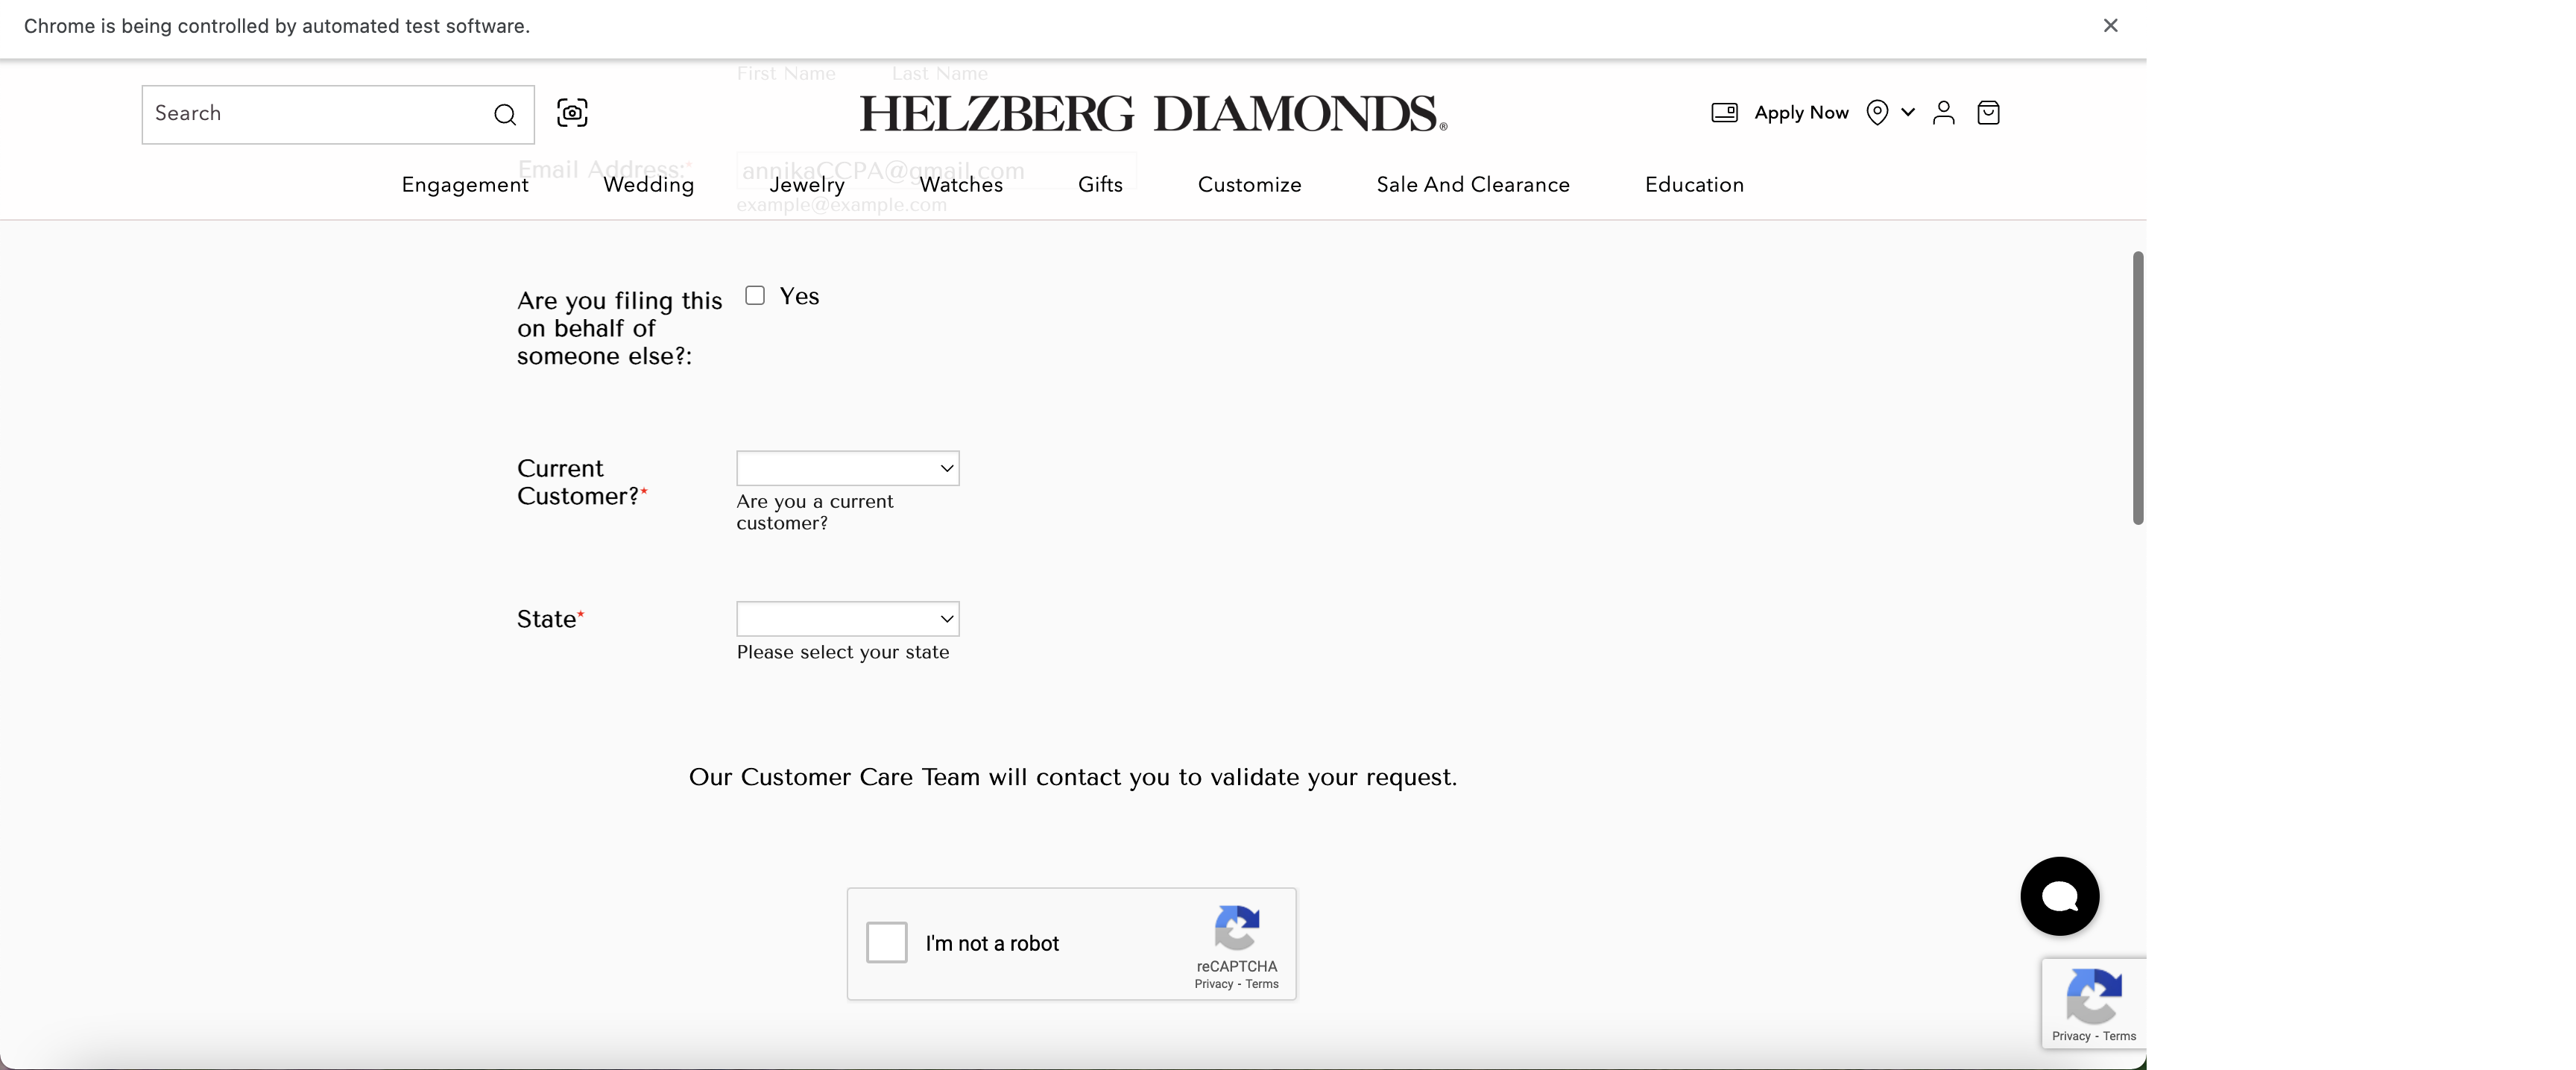 Chrome is being controlled by automated test software.
First Name Last Name
Search
HELZBERG DIAMONDS®
Apply Now
Email Address:*
annikaCCPA@gmail.com
Engagement Wedding Jewelry Watches Gifts Customize Sale And Clearance Education
example@example.com
Are you filing this
on behalf of
someone else?:
Yes
Current
Customer?*
Are you a current
customer?
State*
Please select your state
Our Customer Care Team will contact you to validate your request.
I'm not a robot
reCAPTCHA
Privacy - Terms
Privacy - Terms